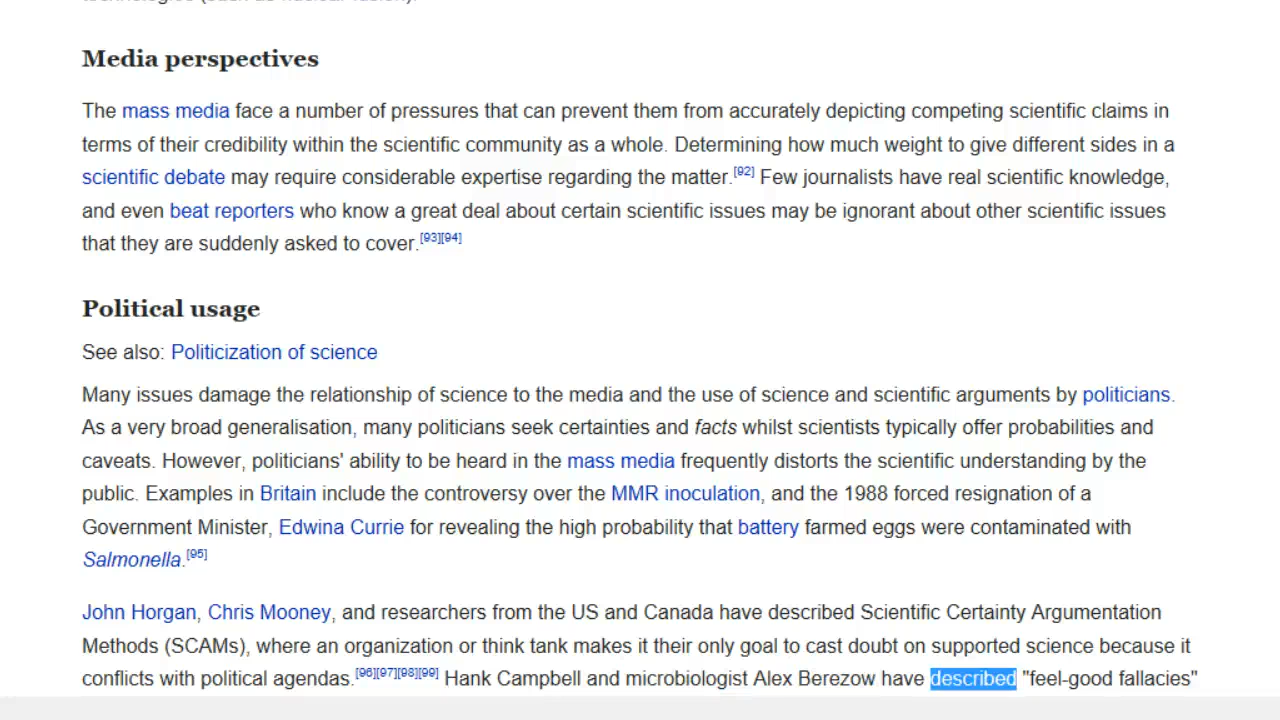 technologies (such as nuclear fusion).
Media perspectives
The mass media face a number of pressures that can prevent them from accurately depicting competing scientific claims in
terms of their credibility within the scientific community as a whole. Determining how much weight to give different sides in a
scientific debate may require considerable expertise regarding the matter.[92] Few journalists have real scientific knowledge,
and even beat reporters who know a great deal about certain scientific issues may be ignorant about other scientific issues
that they are suddenly asked to cover.[93][94]
Political usage
See also: Politicization of science
Many issues damage the relationship of science to the media and the use of science and scientific arguments by politicians.
As a very broad generalisation, many politicians seek certainties and facts whilst scientists typically offer probabilities and
caveats. However, politicians' ability to be heard in the mass media frequently distorts the scientific understanding by the
public. Examples in Britain include the controversy over the MMR inoculation, and the 1988 forced resignation of a
Government Minister, Edwina Currie for revealing the high probability that battery farmed eggs were contaminated with
Salmonella.[95]
John Horgan, Chris Mooney, and researchers from the US and Canada have described Scientific Certainty Argumentation
Methods (SCAMs), where an organization or think tank makes it their only goal to cast doubt on supported science because it
conflicts with political agendas.[96][97][98][99] Hank Campbell and microbiologist Alex Berezow have described "feel-good fallacies"